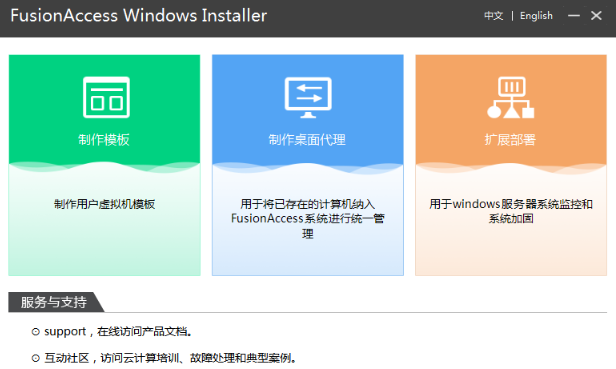 FusionAccess Windows Installer
中文 | English
制作模板
制作用户虚拟机模板
制作桌面代理
用于将已存在的计算机纳入
FusionAccess系统进行统一管
理
扩展部署
用于windows服务器系统监控和
系统加固
服务与支持
support，在线访问产品文档。
互动社区，访问云计算培训、故障处理和典型案例。